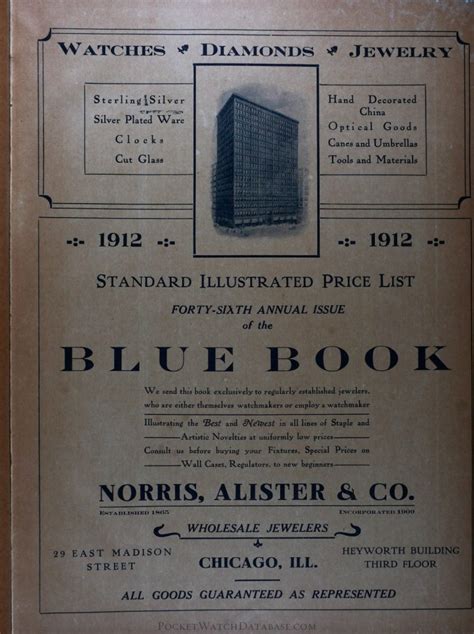 WATCHES DIAMONDS JEWELRY
Sterling Silver
Silver Plated Ware
Clocks
Cut Glass
Hand Decorated
China
Optical Goods
Canes and Umbrellas
Tools and Materials
1912
1912
STANDARD ILLUSTRATED PRICE LIST
FORTY-SIXTH ANNUAL ISSUE
of the
BLUE BOOK
We send this book exclusively to regularly established jewelers,
who are either themselves watchmakers or employ a watchmaker
Illustrating the Best and Newest in all lines of Staple and
Artistic Novelties at uniformly low prices
Consult us before buying your Fixtures, Special Prices on
Wall Cases, Regulators, to new beginners
NORRIS, ALISTER & CO.
ESTABLISHED 1865
INCORPORATED 1909
WHOLESALE JEWELERS
29 EAST MADISON
STREET
CHICAGO, ILL.
HEYWORTH BUILDING
THIRD FLOOR
ALL GOODS GUARANTEED AS REPRESENTED
POCKETWATCHDATABASE.COM